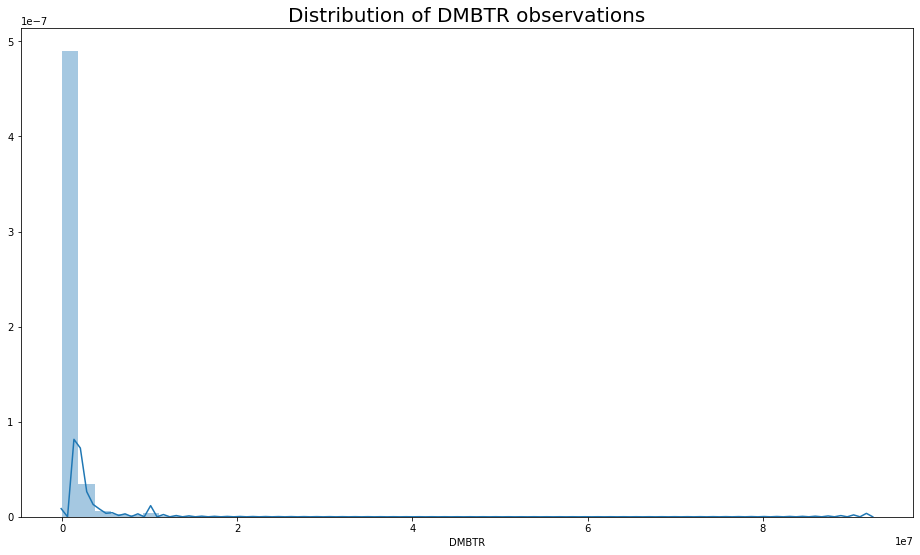 Distribution of DMBTR observations
1e−7
5
4
3
2
1
0
0 2 4 6 8
1e7
DMBTR